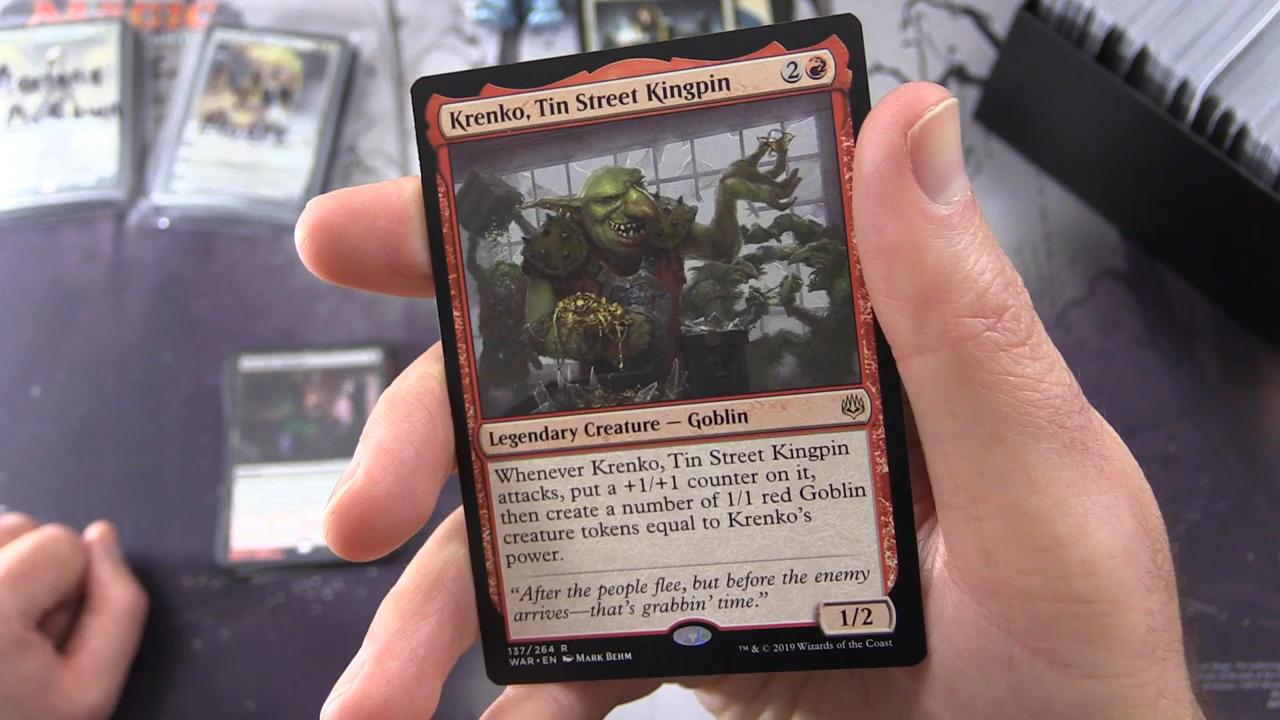 MAGIC
Krenko, Tin Street Kingpin
2
Legendary Creature — Goblin
Whenever Krenko, Tin Street Kingpin
attacks, put a +1/+1 counter on it,
then create a number of 1/1 red Goblin
creature tokens equal to Krenko's
power.
“After the people flee, but before the enemy
arrives—that's grabbin' time.”
1/2
137/264 R
WAR • EN Mark Behm
™ & © 2019 Wizards of the Coast